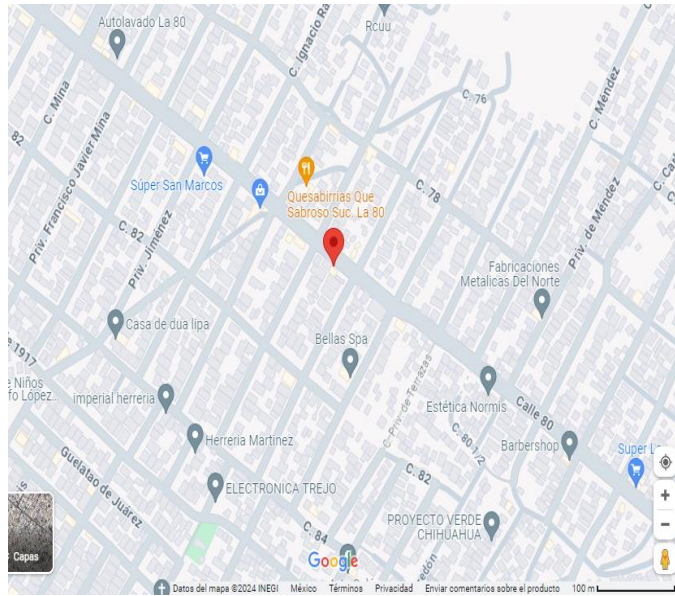 Autolavado La 80
Rcuu
C. Ignacio Ra
C. Mina
C. 76
C. Méndez
82
Priv. Francisco Javier Mina
Súper San Marcos
Quesabirrias Que
Sabroso Suc. La 80
C. 78
C. Ca
Priv. Jiménez
C. 82
Priv. de Méndez
Fabricaciones
Metalicas Del Norte
Casa de dua lipa
Bellas Spa
e 1917
e Niños
fo López..
imperial herreria
C. Priv. de Terrazas
Estética Normis
Calle 80
Herreria Martinez
C. 80 1/2
Barbershop
Super L
Guelatao de Juárez
ELECTRONICA TREJO
C. 82
C. 84
PROYECTO VERDE
CHIHUAHUA
Capas
Google
edón
Datos del mapa ©2024 INEGI México Términos Privacidad Enviar comentarios sobre el producto 100 m